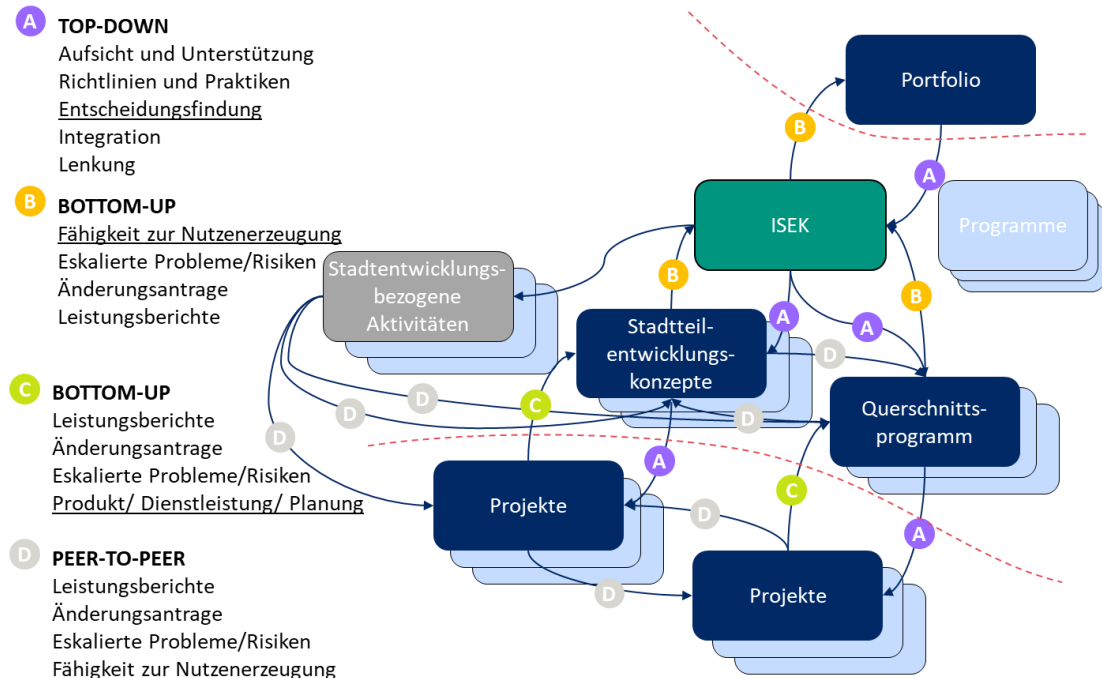 A TOP-DOWN
Aufsicht und Unterstützung
Richtlinien und Praktiken
Entscheidungsfindung
Integration
Lenkung
B BOTTOM-UP
Fähigkeit zur Nutzenerzeugung
Eskalierte Probleme/Risiken
Änderungsantrage
Leistungsberichte
C BOTTOM-UP
Leistungsberichte
Änderungsantrage
Eskalierte Probleme/Risiken
Produkt/ Dienstleistung/ Planung
D PEER-TO-PEER
Leistungsberichte
Änderungsantrage
Eskalierte Probleme/Risiken
Fähigkeit zur Nutzenerzeugung
Portfolio
B
A
ISEK
Programme
Stadtentwicklungs-
bezogene
Aktivitäten
B
B
A
A
Stadtteil-
entwicklungs-
konzepte
D
Querschnitts-
programm
C
D
D
D
D
A
Projekte
C
D
A
D
Projekte